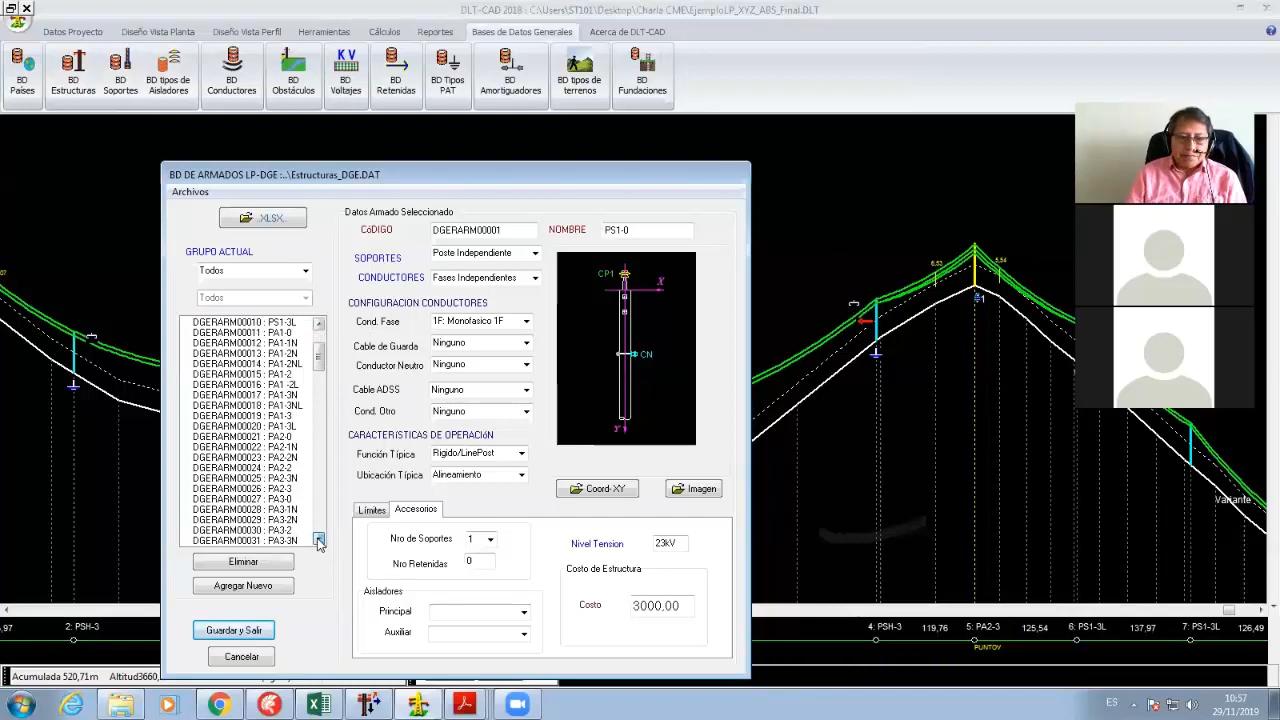 DLT-CAD 2018 : C:\Users\ST101\Desktop\Charla CME\EjemploLP_XYZ_ABS_Final.DLT
Datos Proyecto
Diseño Vista Planta
Diseño Vista Perfil
Herramientas
Cálculos
Reportes
Bases de Datos Generales
Acerca de DLT-CAD
BD Países
BD Estructuras
BD Soportes
BD tipos de Aisladores
BD Conductores
BD Obstáculos
KV
BD Voltajes
BD Retenidas
BD Tipos PAT
BD Amortiguadores
BD tipos de terrenos
BD Fundaciones
BD DE ARMADOS LP-DGE :..\Estructuras_DGE.DAT
Archivos
.XLSX..
GRUPO ACTUAL
Todos
Todos
DGERARM00010 : PS1-3L
DGERARM00011 : PA1-0
DGERARM00012 : PA1-1N
DGERARM00013 : PA1-2N
DGERARM00014 : PA1-2NL
DGERARM00015 : PA1-2
DGERARM00016 : PA1-2L
DGERARM00017 : PA1-3N
DGERARM00018 : PA1-3NL
DGERARM00019 : PA1-3
DGERARM00020 : PA1-3L
DGERARM00021 : PA2-0
DGERARM00022 : PA2-1N
DGERARM00023 : PA2-2N
DGERARM00024 : PA2-2
DGERARM00025 : PA2-3N
DGERARM00026 : PA2-3
DGERARM00027 : PA3-0
DGERARM00028 : PA3-1N
DGERARM00029 : PA3-2N
DGERARM00030 : PA3-2
DGERARM00031 : PA3-3N
Eliminar
Agregar Nuevo
Guardar y Salir
Cancelar
Datos Armado Seleccionado
CóDIGO
DGERARM00001
NOMBRE
PS1-0
SOPORTES
Poste Independiente
CONDUCTORES
Fases Independientes
CONFIGURACION CONDUCTORES
Cond. Fase
1F: Monofasico 1F
Cable de Guarda
Ninguno
Conductor Neutro
Ninguno
Cable ADSS
Ninguno
Cond. Otro
Ninguno
CARACTERíSTICAS DE OPERACIóN
Función Típica
Rigido/LinePost
Ubicación Típica
Alineamiento
CP1
X
CN
Y
Coord-XY
Imagen
Límites
Accesorios
Nro de Soportes
1
Nro Retenidas
0
Aisladores
Principal
Auxiliar
Nivel Tension
23kV
Costo de Estructura
Costo
3000,00
6,53
5,54
Variante
2: PSH-3
4: PSH-3
119,76
5: PA2-3
125,54
6: PS1-3L
137,97
7: PS1-3L
126,49
PUNTOV
Acumulada 520,71m
ES
10:57
29/11/2019